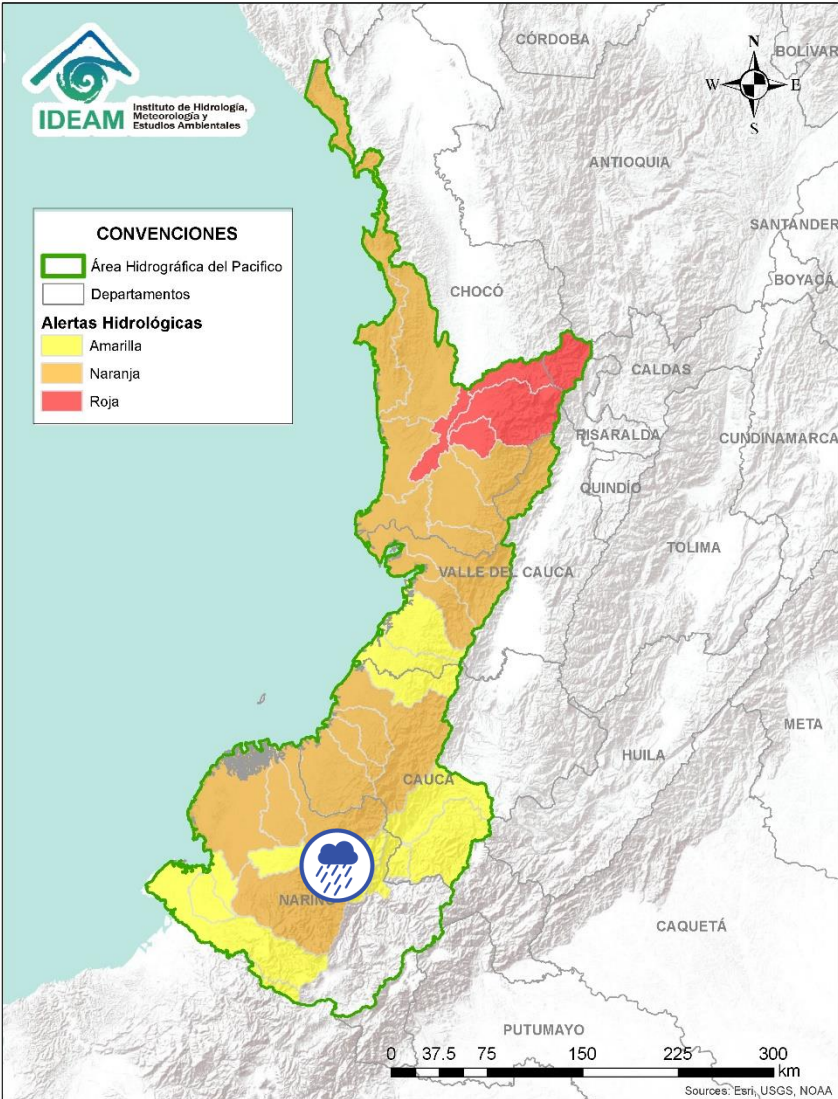 IDEAM
Instituto de Hidrología,
Meteorología y
Estudios Ambientales
CÓRDOBA
BOLÍVAR
N
W
E
S
ANTIOQUIA
SANTANDER
CONVENCIONES
Área Hidrográfica del Pacifico
Departamentos
Alertas Hidrológicas
Amarilla
Naranja
Roja
BOYACÁ
CHOCÓ
CALDAS
RISARALDA
CUNDINAMARCA
QUINDÍO
TOLIMA
VALLE DEL CAUCA
META
HUILA
CAUCA
NARIÑO
CAQUETÁ
PUTUMAYO
0 37.5 75 150 225 300
km
Sources: Esri, USGS, NOAA